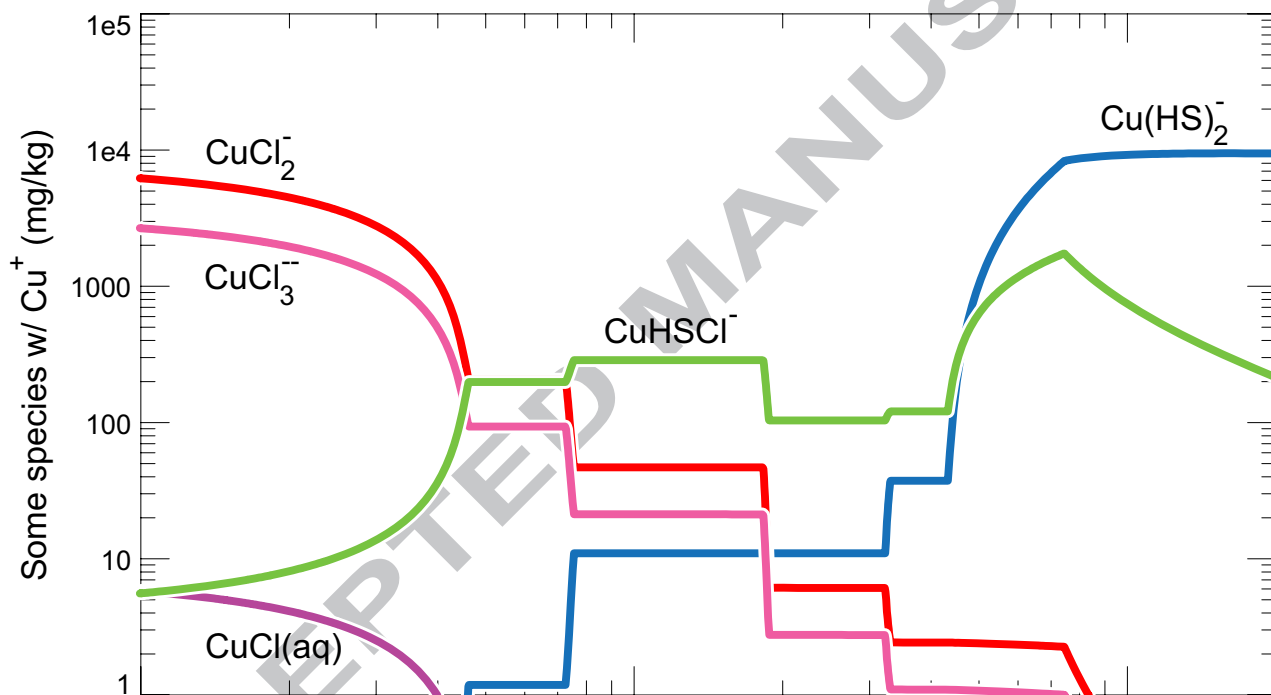 1e5
1e4
1000
100
10
1
Some species w/ Cu⁺ (mg/kg)
CuCl₂⁻
CuCl₃⁻⁻
CuCl(aq)
CuHSCl⁻
Cu(HS)₂⁻
EPTED MANUS